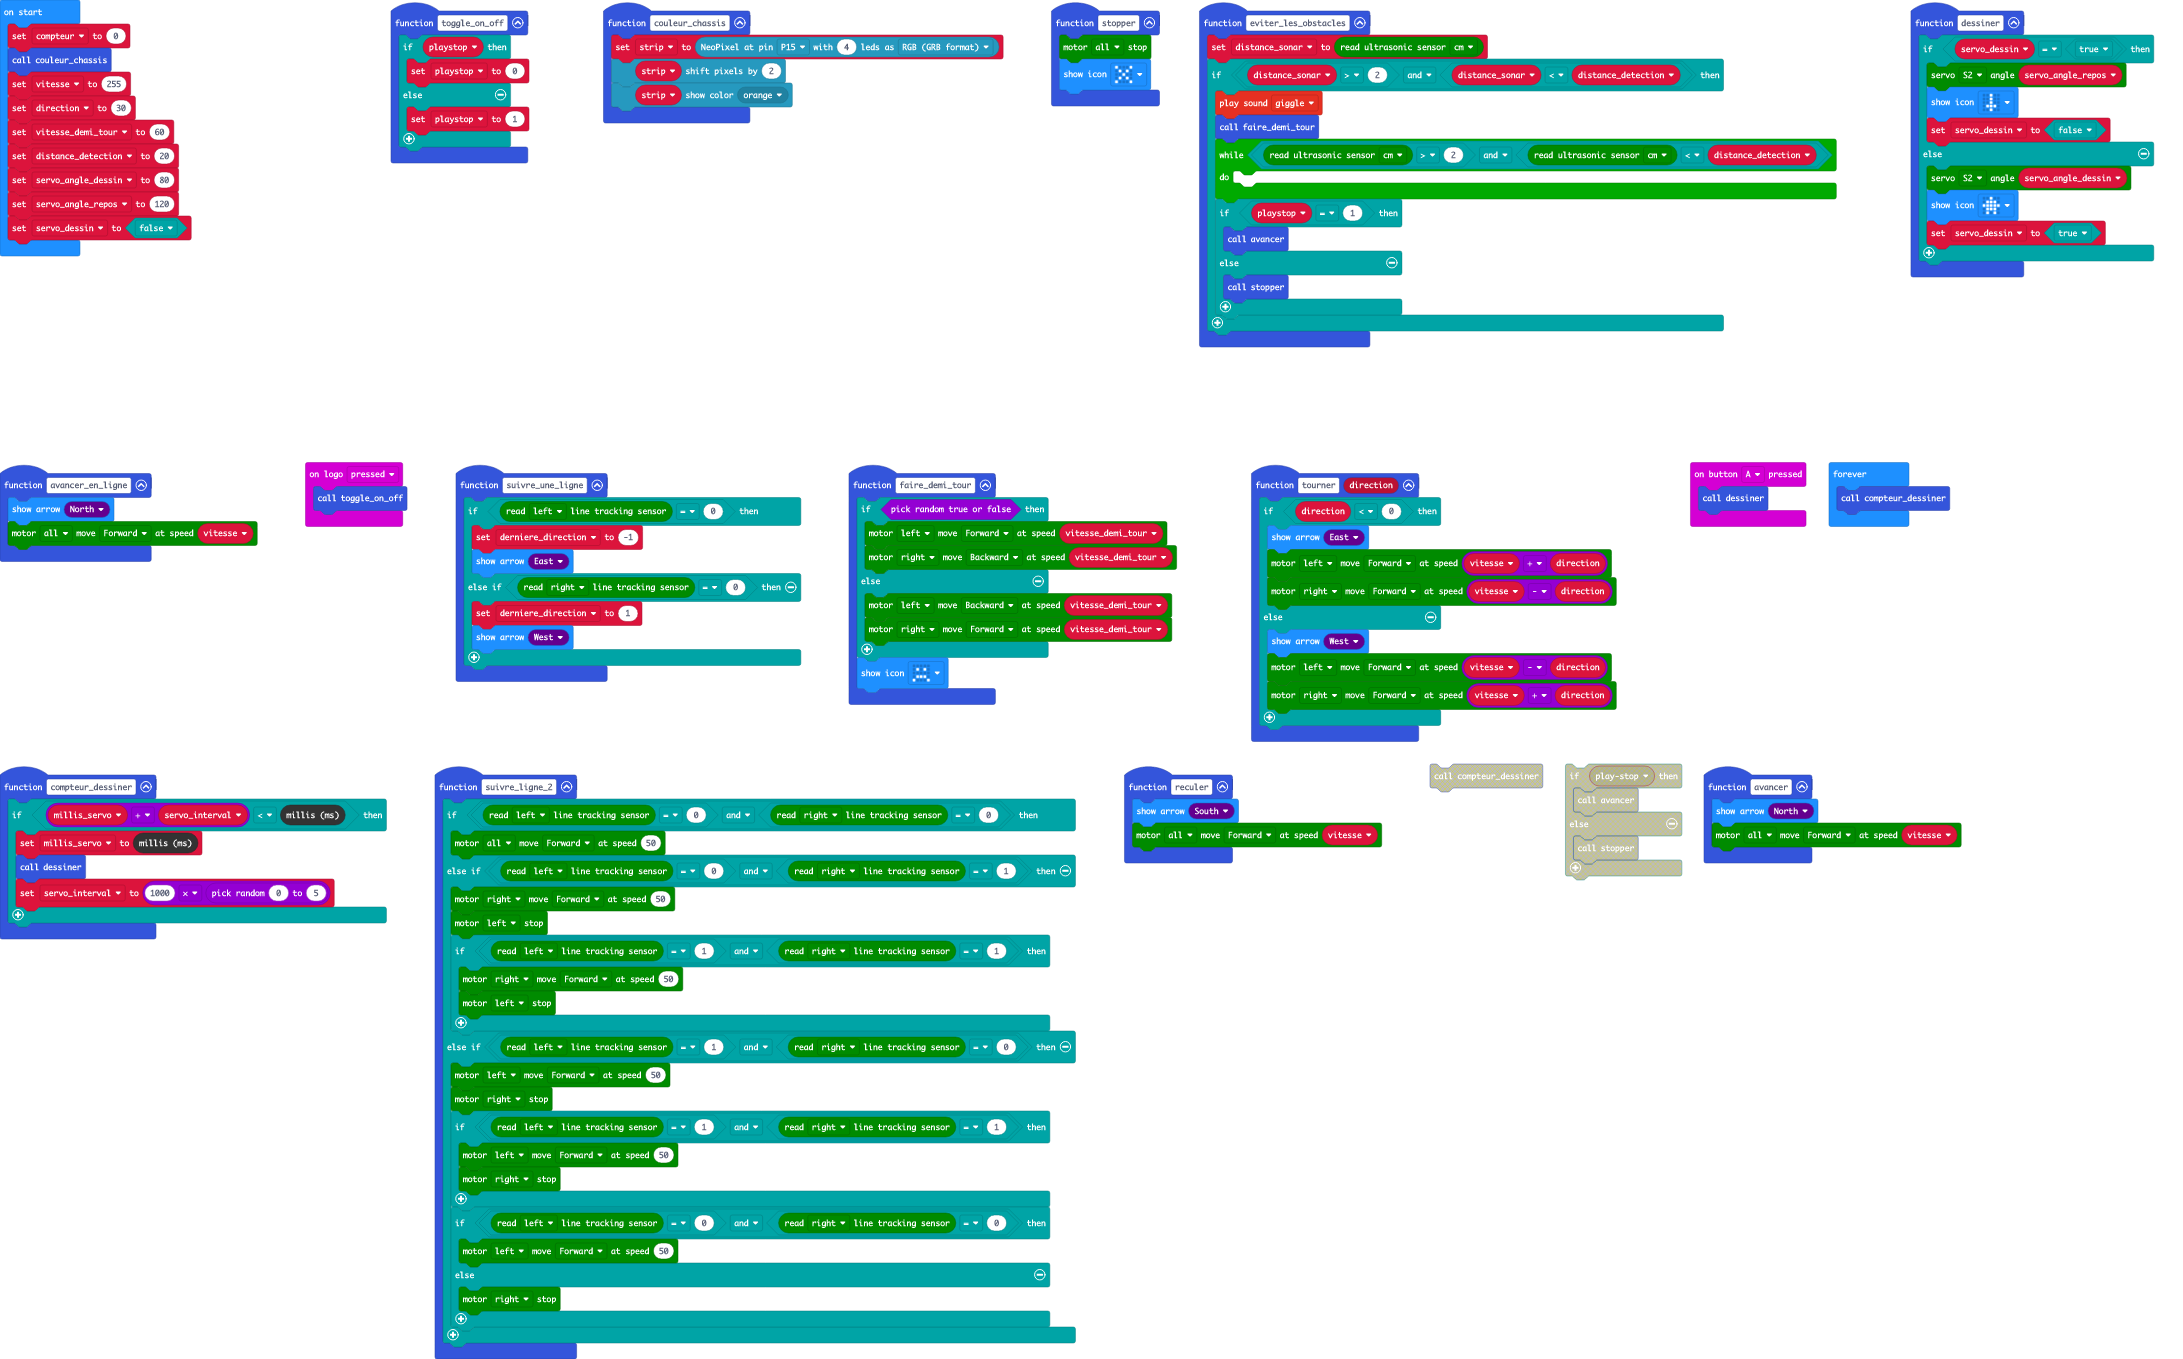 on start
set compteur to 0
call couleur_chassis
set vitesse to 255
set direction to 30
set vitesse_demi_tour to 60
set distance_detection to 20
set servo_angle_dessin to 80
set servo_angle_repos to 120
set servo_dessin to false
function toggle_on_off
if playstop then
set playstop to 0
else
set playstop to 1
function couleur_chassis
set strip to NeoPixel at pin P15 with 4 leds as RGB (GRB format)
strip shift pixels by 2
strip show color orange
function stopper
motor all stop
show icon
function eviter_les_obstacles
set distance_sonar to read ultrasonic sensor cm
if distance_sonar > 2 and distance_sonar < distance_detection then
play sound giggle
call faire_demi_tour
while read ultrasonic sensor cm > 2 and read ultrasonic sensor cm < distance_detection
do
if playstop = 1 then
call avancer
else
call stopper
function dessiner
if servo_dessin = true then
servo S2 angle servo_angle_repos
show icon
set servo_dessin to false
else
servo S2 angle servo_angle_dessin
show icon
set servo_dessin to true
function avancer_en_ligne
show arrow North
motor all move Forward at speed vitesse
on logo pressed
call toggle_on_off
function suivre_une_ligne
if read left line tracking sensor = 0 then
set derniere_direction to -1
show arrow East
else if read right line tracking sensor = 0 then
set derniere_direction to 1
show arrow West
function faire_demi_tour
if pick random true or false then
motor left move Forward at speed vitesse_demi_tour
motor right move Backward at speed vitesse_demi_tour
else
motor left move Backward at speed vitesse_demi_tour
motor right move Forward at speed vitesse_demi_tour
show icon
function tourner direction
if direction < 0 then
show arrow East
motor left move Forward at speed vitesse + direction
motor right move Forward at speed vitesse - direction
else
show arrow West
motor left move Forward at speed vitesse - direction
motor right move Forward at speed vitesse + direction
on button A pressed
call dessiner
forever
call compteur_dessiner
function compteur_dessiner
if millis_servo + servo_interval < millis (ms) then
set millis_servo to millis (ms)
call dessiner
set servo_interval to 1000 × pick random 0 to 5
function suivre_ligne_2
if read left line tracking sensor = 0 and read right line tracking sensor = 0 then
motor all move Forward at speed 50
else if read left line tracking sensor = 0 and read right line tracking sensor = 1 then
motor right move Forward at speed 50
motor left stop
if read left line tracking sensor = 1 and read right line tracking sensor = 1 then
motor right move Forward at speed 50
motor left stop
else if read left line tracking sensor = 1 and read right line tracking sensor = 0 then
motor left move Forward at speed 50
motor right stop
if read left line tracking sensor = 1 and read right line tracking sensor = 1 then
motor left move Forward at speed 50
motor right stop
if read left line tracking sensor = 0 and read right line tracking sensor = 0 then
motor left move Forward at speed 50
else
motor right stop
function reculer
show arrow South
motor all move Forward at speed vitesse
call compteur_dessiner
if play-stop then
call avancer
else
call stopper
function avancer
show arrow North
motor all move Forward at speed vitesse